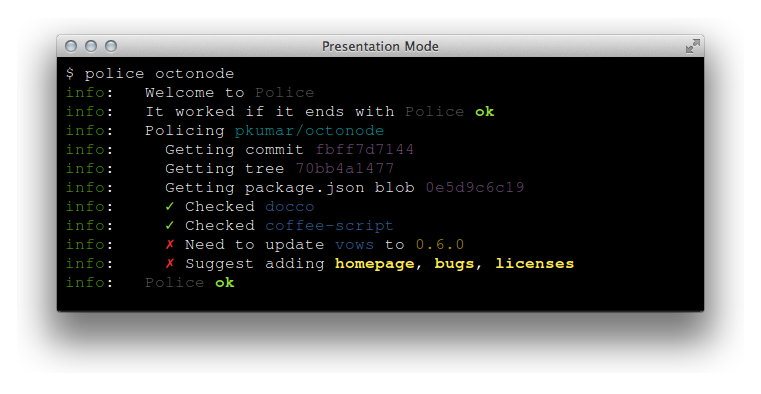 Presentation Mode
$ police octonode
info:   Welcome to Police
info:   It worked if it ends with Police ok
info:   Policing pkumar/octonode
info:     Getting commit fbff7d7144
info:     Getting tree 70bb4a1477
info:     Getting package.json blob 0e5d9c6c19
info:     ✓ Checked docco
info:     ✓ Checked coffee-script
info:     ✗ Need to update vows to 0.6.0
info:     ✗ Suggest adding homepage, bugs, licenses
info:   Police ok